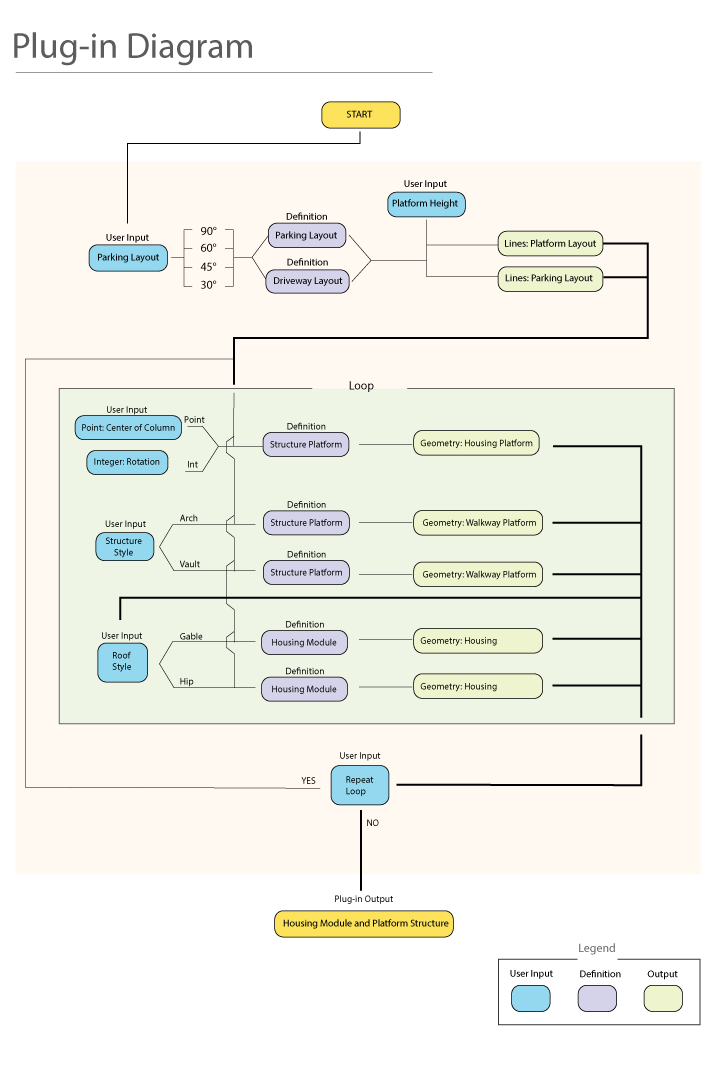 Plug-in Diagram
START
User Input
Platform Height
User Input
Parking Layout
90°
60°
45°
30°
Definition
Parking Layout
Definition
Driveway Layout
Lines: Platform Layout
Lines: Parking Layout
Loop
User Input
Point: Center of Column
Point
Integer: Rotation
Int
Definition
Structure Platform
Geometry: Housing Platform
User Input
Structure
Style
Arch
Vault
Definition
Structure Platform
Geometry: Walkway Platform
Definition
Structure Platform
Geometry: Walkway Platform
User Input
Roof
Style
Gable
Hip
Definition
Housing Module
Geometry: Housing
Definition
Housing Module
Geometry: Housing
User Input
Repeat
Loop
YES
NO
Plug-in Output
Housing Module and Platform Structure
Legend
User Input
Definition
Output